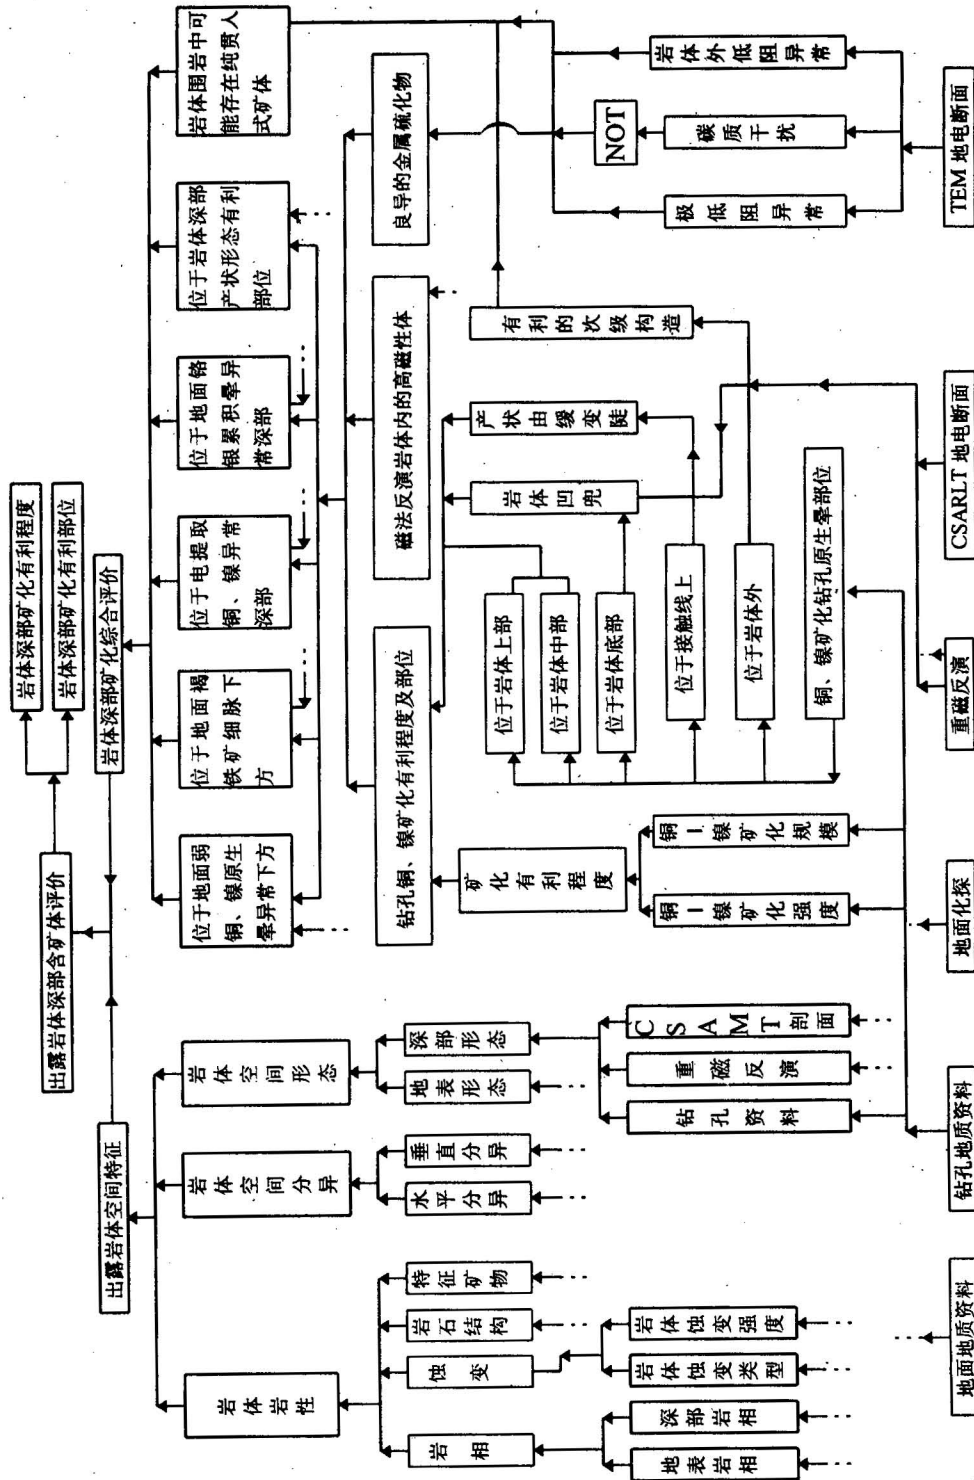 岩体深部矿化有利程度
岩体深部矿化有利部位
出露岩体深部含矿体评价
岩体深部矿化综合评价
出露岩体空间特征
岩体岩性
岩体空间分异
岩体空间形态
位于地面弱
铜、镍原生
晕异常下方
位于地面褐
铁矿细脉下
方
位于电提取
铜、镍异常
深部
位于地面铬
银累积晕异
常深部
位于岩体深部
产状形态有利
部位
岩体围岩中可
能存在纯贯入
式矿体
岩相
蚀变
岩石结构
特征矿物
水平分异
垂直分异
地表形态
深部形态
钻孔铜、镍矿化有利程度及部位
磁法反演岩体内的高磁性体
良导的金属硫化物
矿化有利程度
岩体凹兜
产状由缓变陡
有利的次级构造
位于岩体上部
位于岩体中部
位于岩体底部
位于接触线上
位于岩体外
铜、镍矿化钻孔原生晕部位
地表岩相
深部岩相
岩体蚀变类型
岩体蚀变强度
钻孔资料
重磁反演
CSAMT剖面
铜-镍矿化强度
铜-镍矿化规模
极低阻异常
NOT
碳质干扰
岩体外低阻异常
地面地质资料
钻孔地质资料
地面化探
重磁反演
CSARLT 地电断面
TEM 地电断面